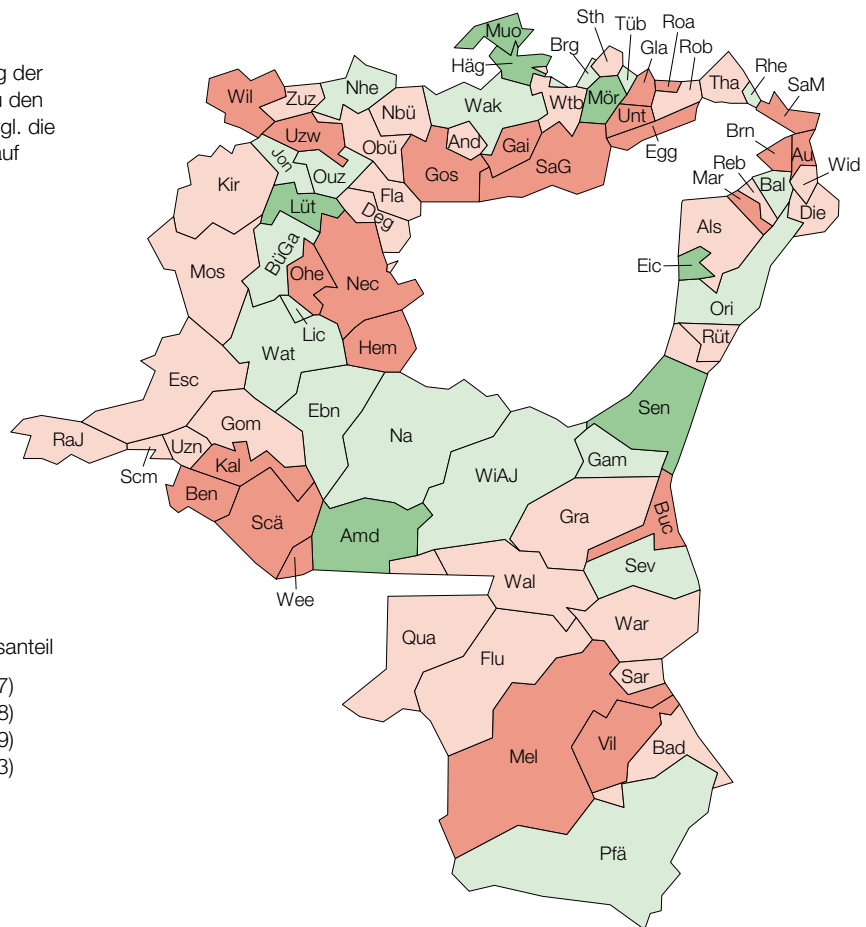 g der
u den
gl. die
auf
Muo
Häg
Brg
Sth
Tüb
Gla
Roa
Rob
Tha
Rhe
SaM
Wil
Zuz
Nhe
Nbü
Wak
Wtb
Mör
Unt
Egg
Brn
Au
Wid
Uzw
Obü
And
Gai
SaG
Gos
Jon
Ouz
Fla
Deg
Kir
Lüt
BüGa
Ohe
Nec
Mos
Lic
Hem
Wat
Reb
Mar
Bal
Die
Als
Eic
Ori
Rüt
Esc
Ebn
Na
Sen
Gom
RaJ
Scm
Uzn
Kal
Ben
Scä
Wee
Amd
WiAJ
Gam
Gra
Buc
Sev
Wal
War
Qua
Flu
Sar
Mel
Vil
Bad
Pfä
santeil
7)
8)
9)
3)